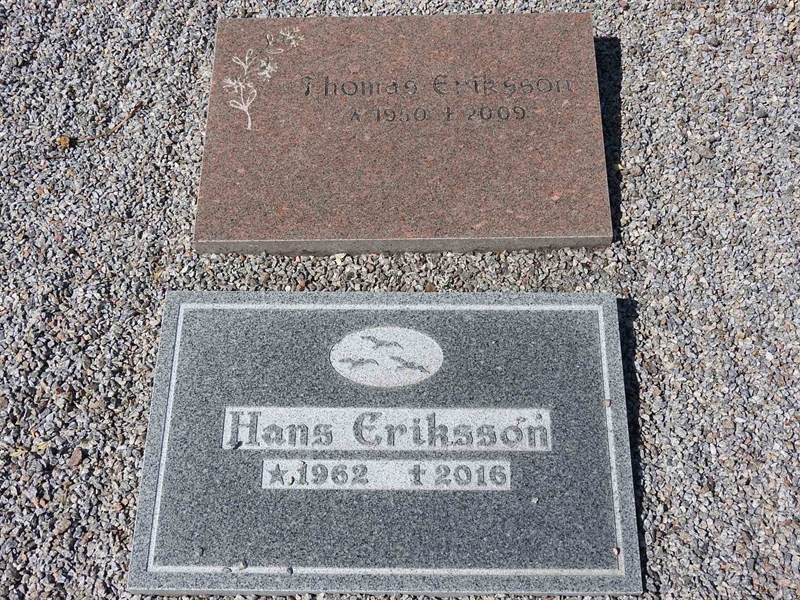 Thomas Eriksson
★ 1950 † 2009
Hans Eriksson
★ 1962 † 2016